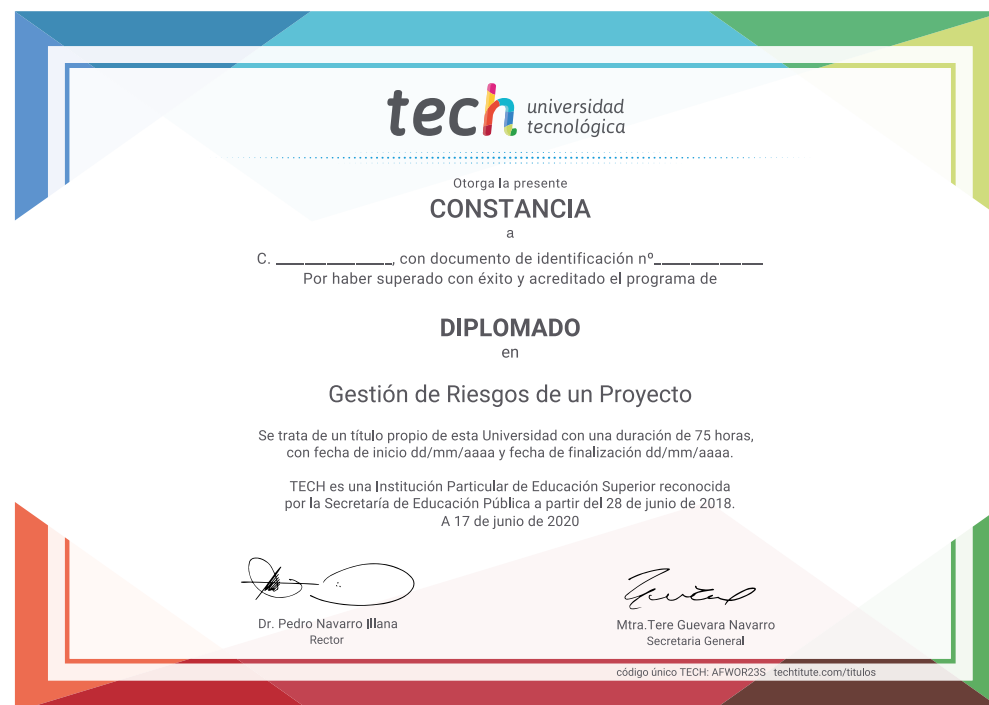 tech universidad
tecnológica
Otorga la presente
CONSTANCIA
a
C. ____________, con documento de identificación nº____________
Por haber superado con éxito y acreditado el programa de
DIPLOMADO
en
Gestión de Riesgos de un Proyecto
Se trata de un título propio de esta Universidad con una duración de 75 horas,
con fecha de inicio dd/mm/aaaa y fecha de finalización dd/mm/aaaa.
TECH es una Institución Particular de Educación Superior reconocida
por la Secretaría de Educación Pública a partir del 28 de junio de 2018.
A 17 de junio de 2020
Dr. Pedro Navarro Illana
Rector
Mtra.Tere Guevara Navarro
Secretaria General
código único TECH: AFWOR23S techtitute.com/titulos